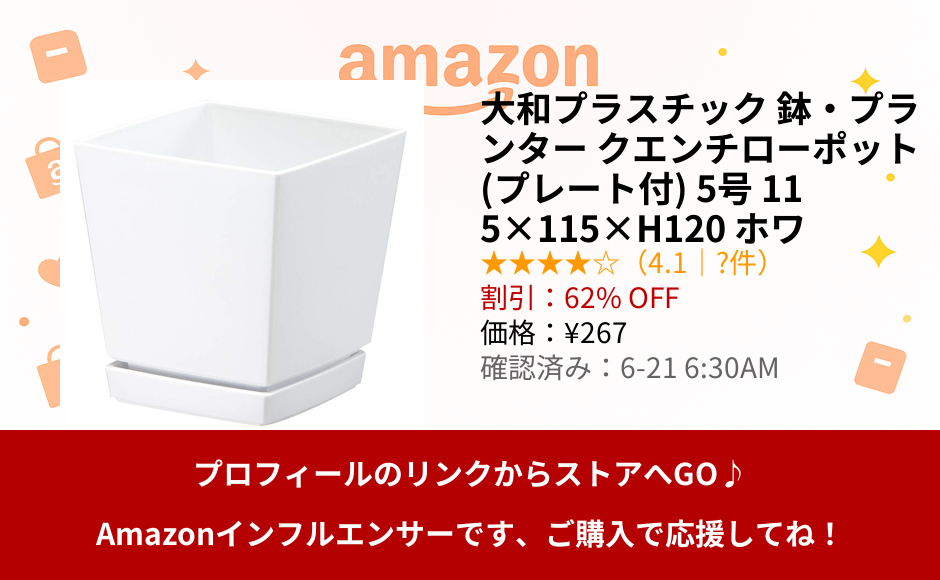 amazon
大和プラスチック 鉢・プラ
ンター クエンチローポット
(プレート付) 5号 11
5×115×H120 ホワ
★★★★☆（4.1｜?件）
割引：62% OFF
価格：¥267
確認済み：6-21 6:30AM
プロフィールのリンクからストアへGO♪
Amazonインフルエンサーです、ご購入で応援してね！